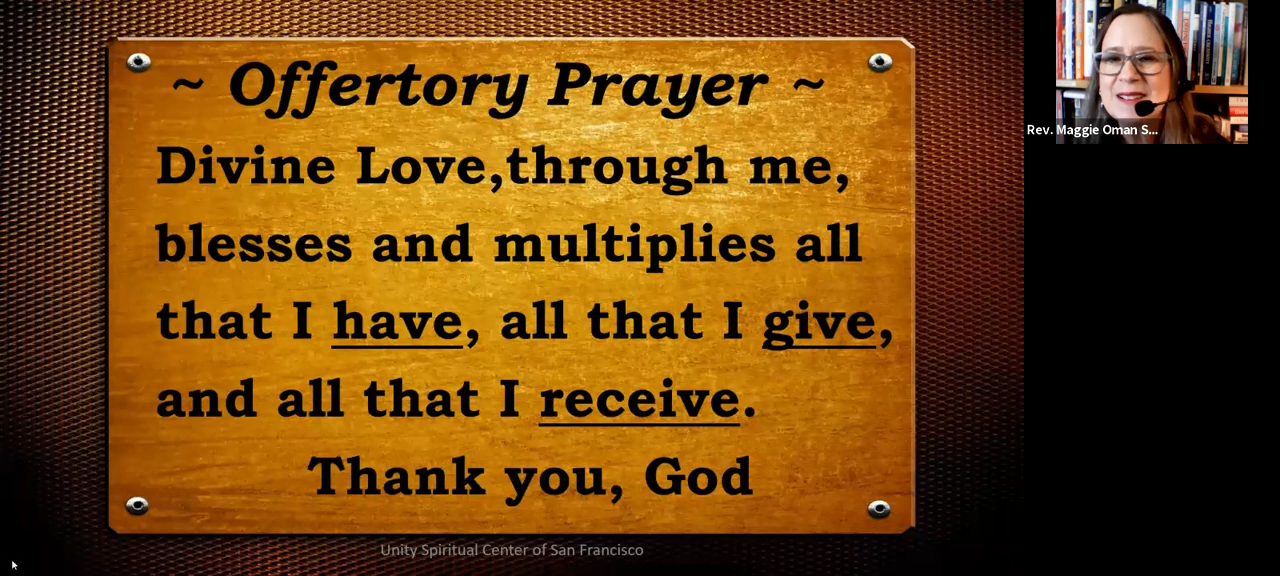 ~ Offertory Prayer ~
Divine Love,through me,
blesses and multiplies all
that I have, all that I give,
and all that I receive.
Thank you, God
Unity Spiritual Center of San Francisco
Rev. Maggie Oman S...